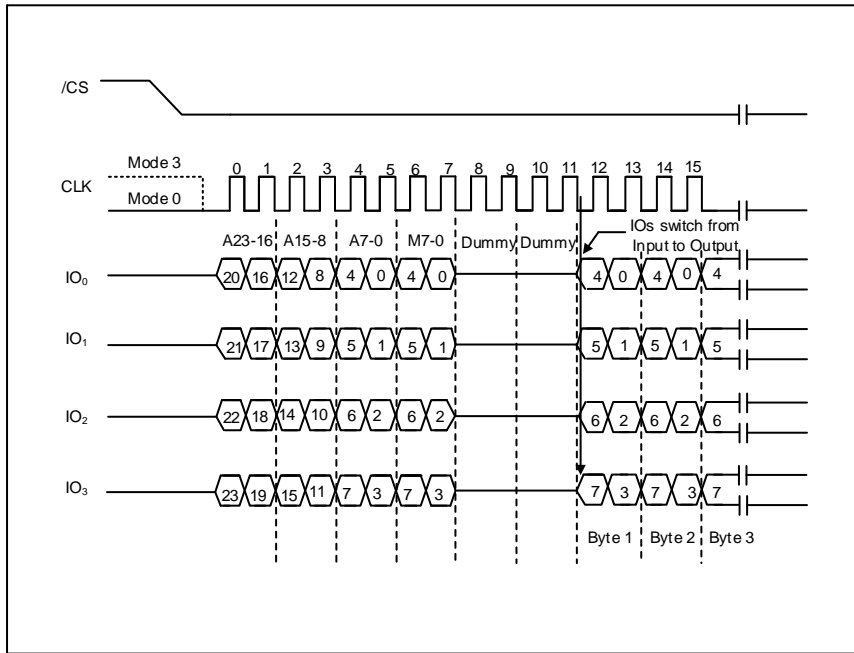 /CS
Mode 3
CLK
Mode 0
0 1 2 3 4 5 6 7 8 9 10 11 12 13 14 15
IOs switch from
Input to Output
A23-16 A15-8 A7-0 M7-0 Dummy Dummy
IO0 20 16 12 8 4 0 4 0 4 0 4 0 4
IO1 21 17 13 9 5 1 5 1 5 1 5 1 5
IO2 22 18 14 10 6 2 6 2 6 2 6 2 6
IO3 23 19 15 11 7 3 7 3 7 3 7 3 7
Byte 1 Byte 2 Byte 3